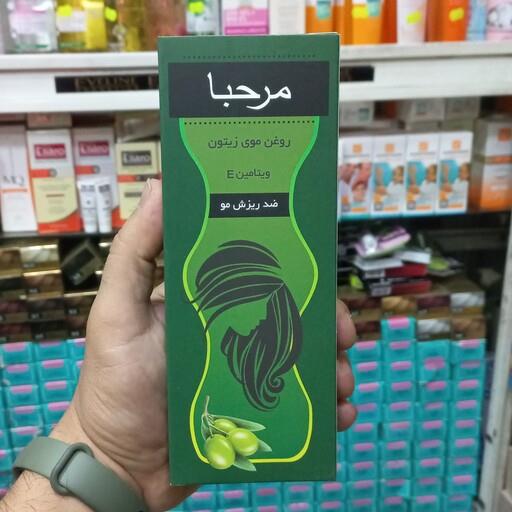 مرحبا
روغن موی زیتون
ویتامین E
ضد ریزش مو